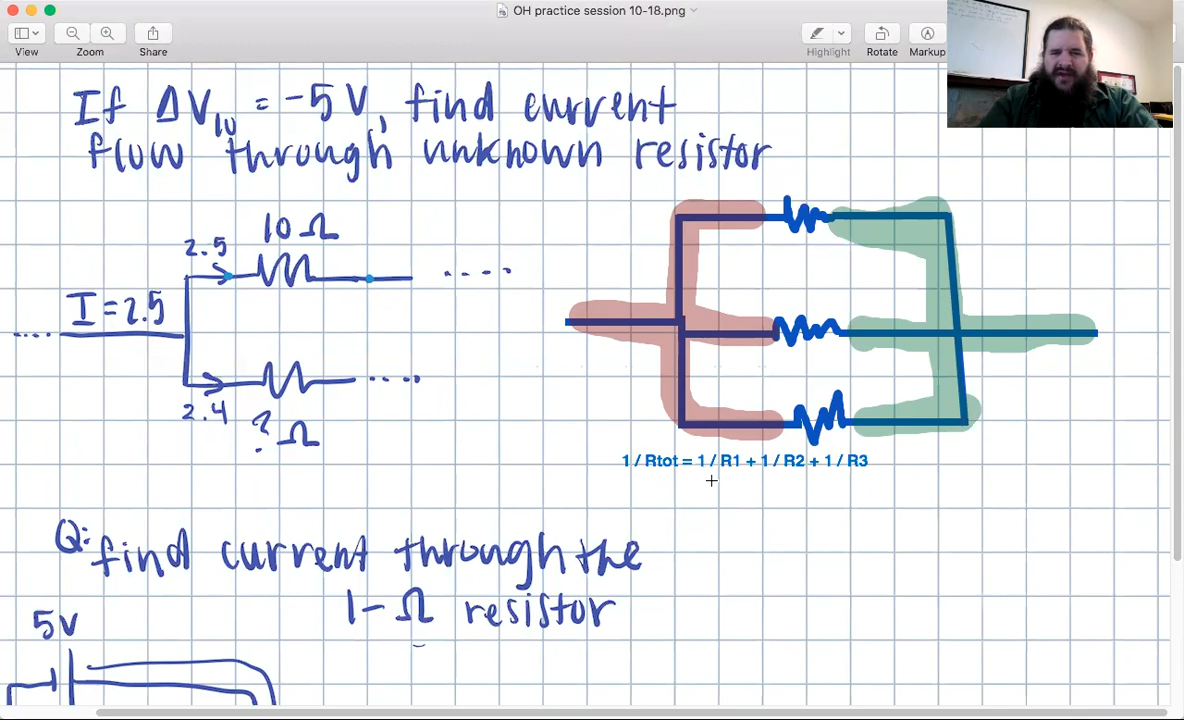 OH practice session 10-18.png
View
Zoom
Share
Highlight
Rotate
Markup
If ΔV₁₀ = -5 V, find current
flow through unknown resistor
10 Ω
2.5
I = 2.5
2.4
? Ω
1 / Rtot = 1 / R1 + 1 / R2 + 1 / R3
Q: find current through the
1-Ω resistor
5V